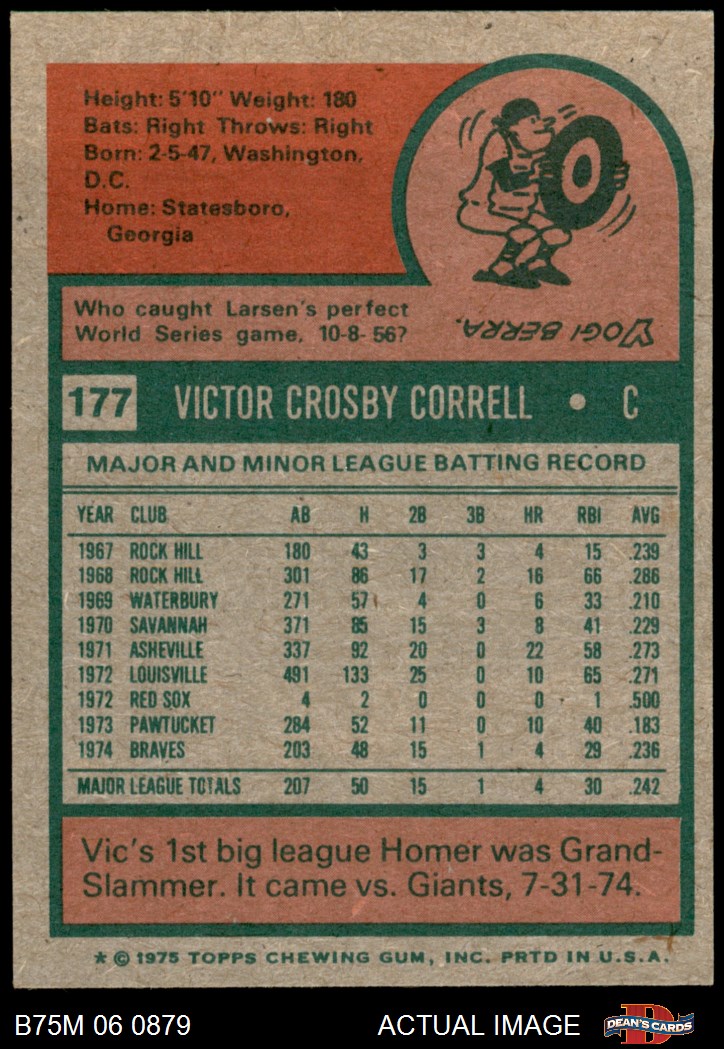 Height: 5'10" Weight: 180
Bats: Right Throws: Right
Born: 2-5-47, Washington,
D.C.
Home: Statesboro,
Georgia
Who caught Larsen's perfect
World Series game, 10-8-56?
YOGI BERRA.
177 VICTOR CROSBY CORRELL • C
MAJOR AND MINOR LEAGUE BATTING RECORD
YEAR CLUB AB H 2B 3B HR RBI AVG
1967 ROCK HILL 180 43 3 3 4 15 .239
1968 ROCK HILL 301 86 17 2 16 66 .286
1969 WATERBURY 271 57 4 0 6 33 .210
1970 SAVANNAH 371 85 15 3 8 41 .229
1971 ASHEVILLE 337 92 20 0 22 58 .273
1972 LOUISVILLE 491 133 25 0 10 65 .271
1972 RED SOX 4 2 0 0 0 1 .500
1973 PAWTUCKET 284 52 11 0 10 40 .183
1974 BRAVES 203 48 15 1 4 29 .236
MAJOR LEAGUE TOTALS 207 50 15 1 4 30 .242
Vic's 1st big league Homer was Grand-
Slammer. It came vs. Giants, 7-31-74.
* © 1975 TOPPS CHEWING GUM, INC. PRTD IN U.S.A.
B75M 06 0879 ACTUAL IMAGE D DEAN'S CARDS